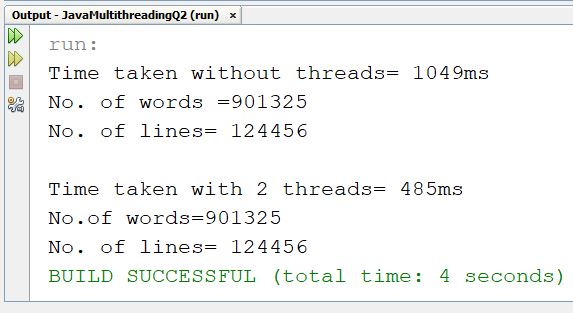 Output - JavaMultithreadingQ2 (run) ×
run:
Time taken without threads= 1049ms
No. of words =901325
No. of lines= 124456
Time taken with 2 threads= 485ms
No.of words=901325
No. of lines= 124456
BUILD SUCCESSFUL (total time: 4 seconds)